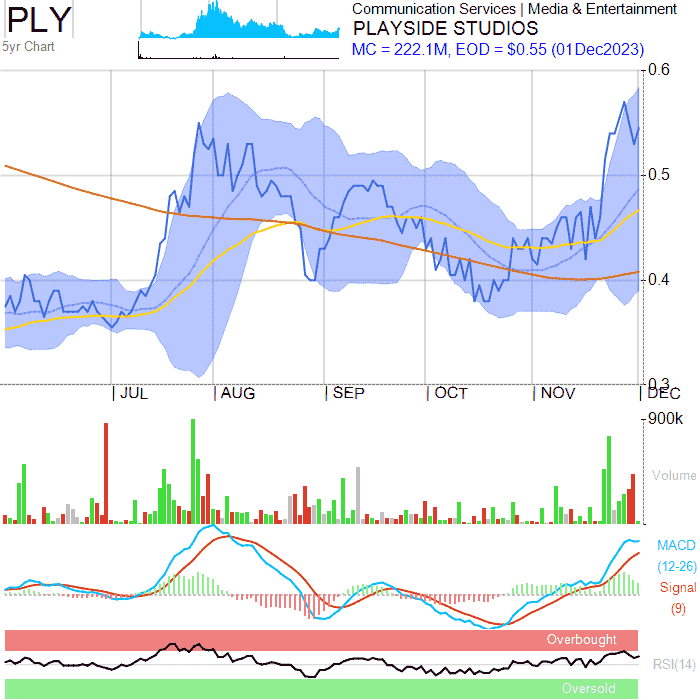 PLY
5yr Chart
Communication Services | Media & Entertainment
PLAYSIDE STUDIOS
MC = 222.1M, EOD = $0.55 (01Dec2023)
0.6
0.5
0.4
0.3
JUL AUG SEP OCT NOV DEC
900k
Volume
MACD
(12-26)
Signal
(9)
Overbought
RSI(14)
Oversold